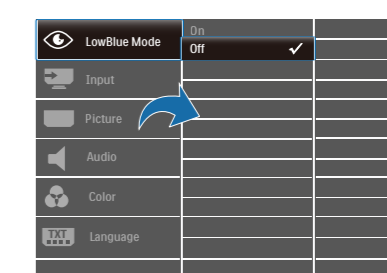 LowBlue Mode
On
Off
Input
Picture
Audio
Color
TXT
Language